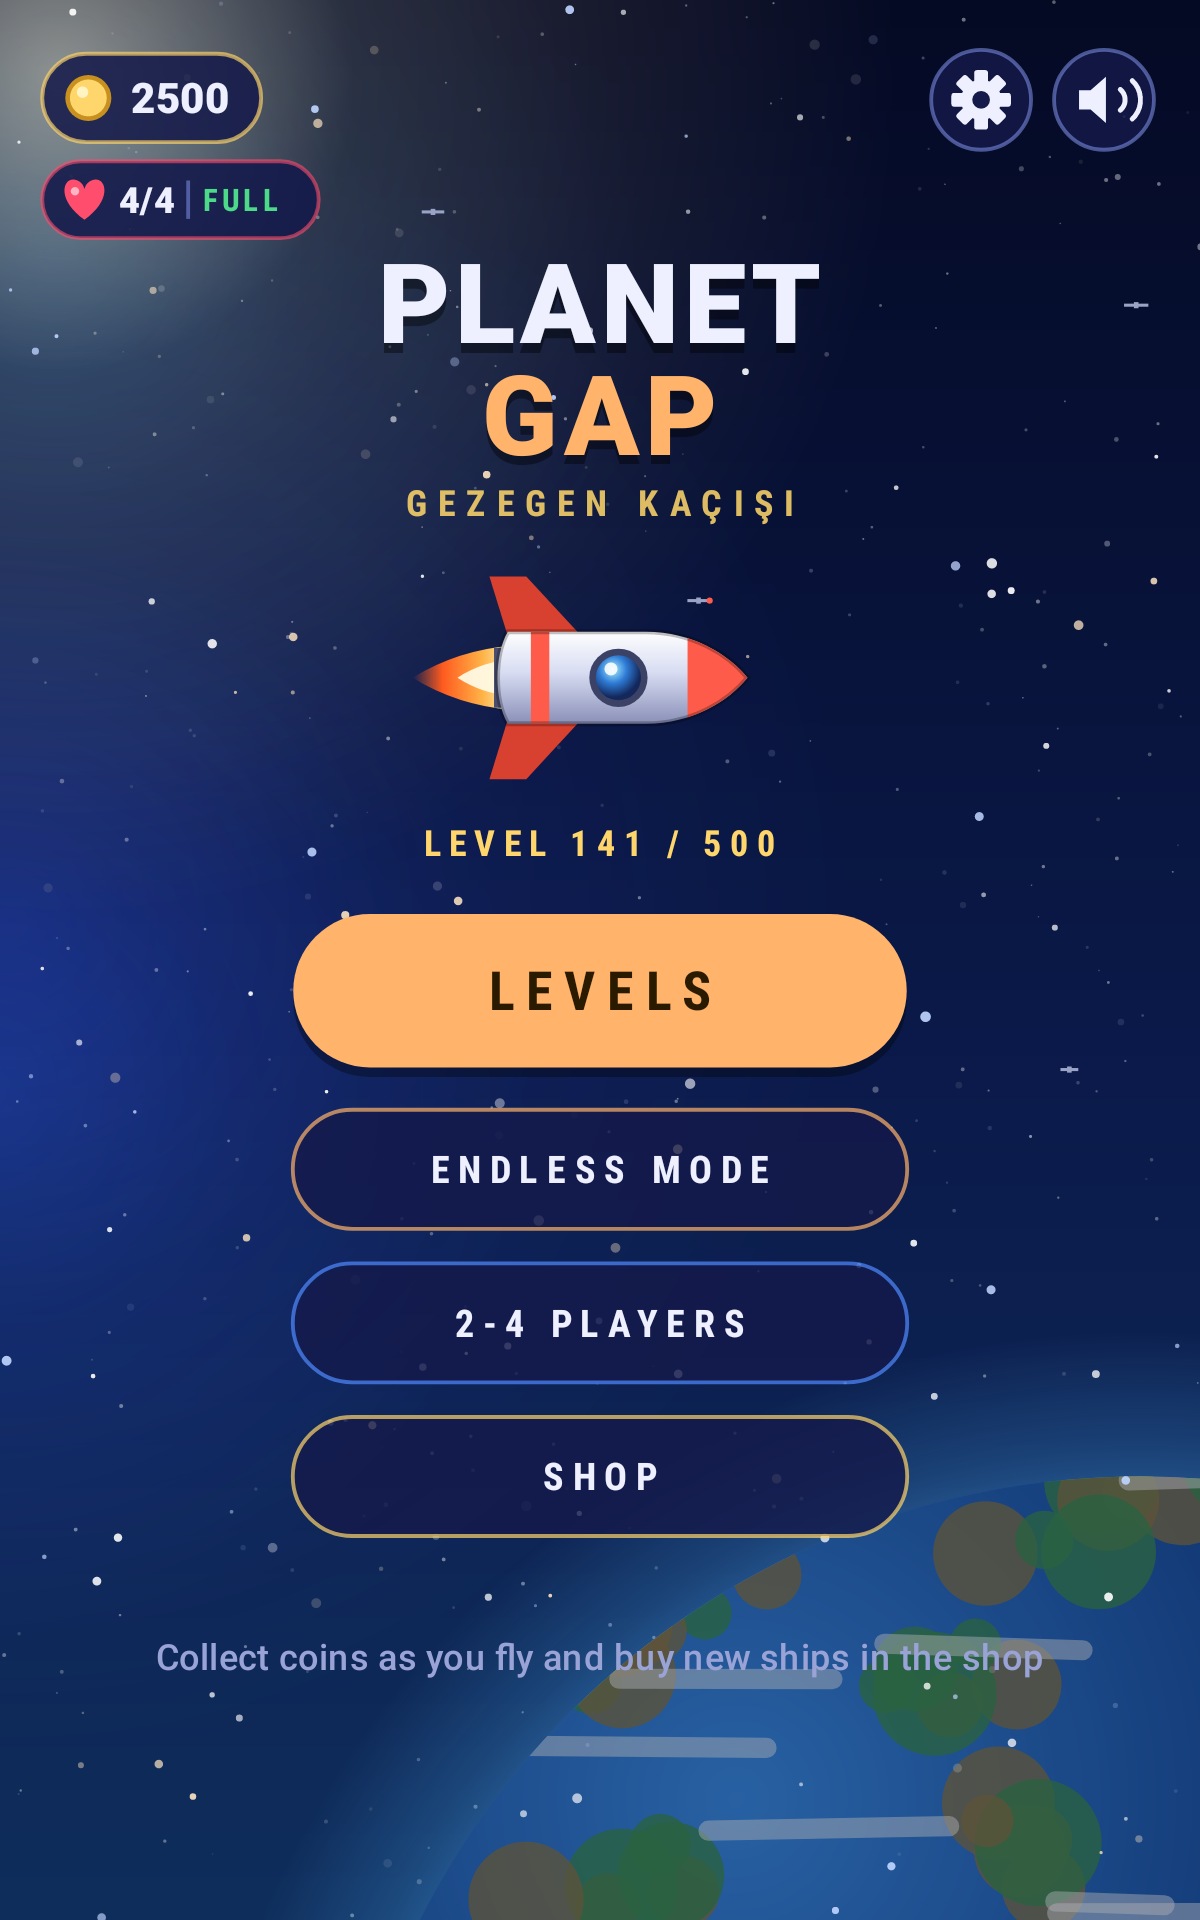 2500
4/4 FULL
PLANET
GAP
GEZEGEN KAÇIŞI
LEVEL 141 / 500
LEVELS
ENDLESS MODE
2-4 PLAYERS
SHOP
Collect coins as you fly and buy new ships in the shop